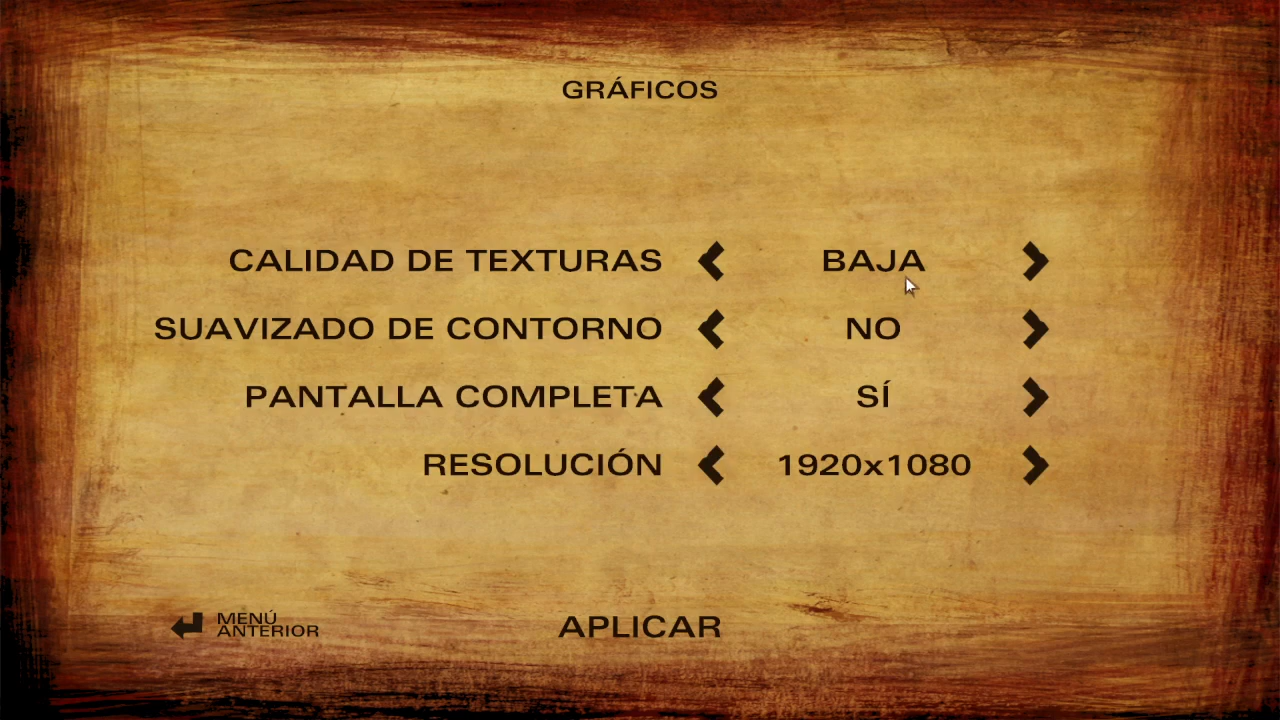 GRÁFICOS
CALIDAD DE TEXTURAS BAJA
SUAVIZADO DE CONTORNO NO
PANTALLA COMPLETA SÍ
RESOLUCIÓN 1920x1080
MENÚ
ANTERIOR
APLICAR